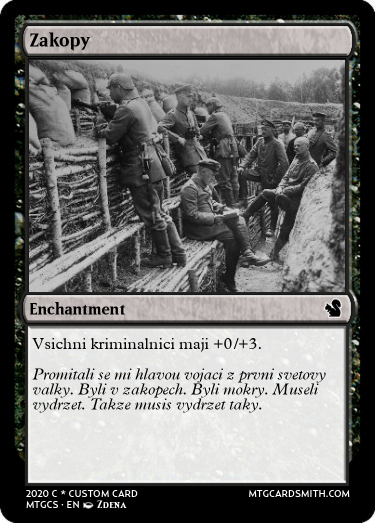 Zakopy
Enchantment
Vsichni kriminalnici maji +0/+3.
Promitali se mi hlavou vojaci z prvni svetovy
valky. Byli v zakopech. Byli mokry. Museli
vydrzet. Takze musis vydrzet taky.
2020 C * CUSTOM CARD
MTGCS · EN Zdena
MTGCARDSMITH.COM